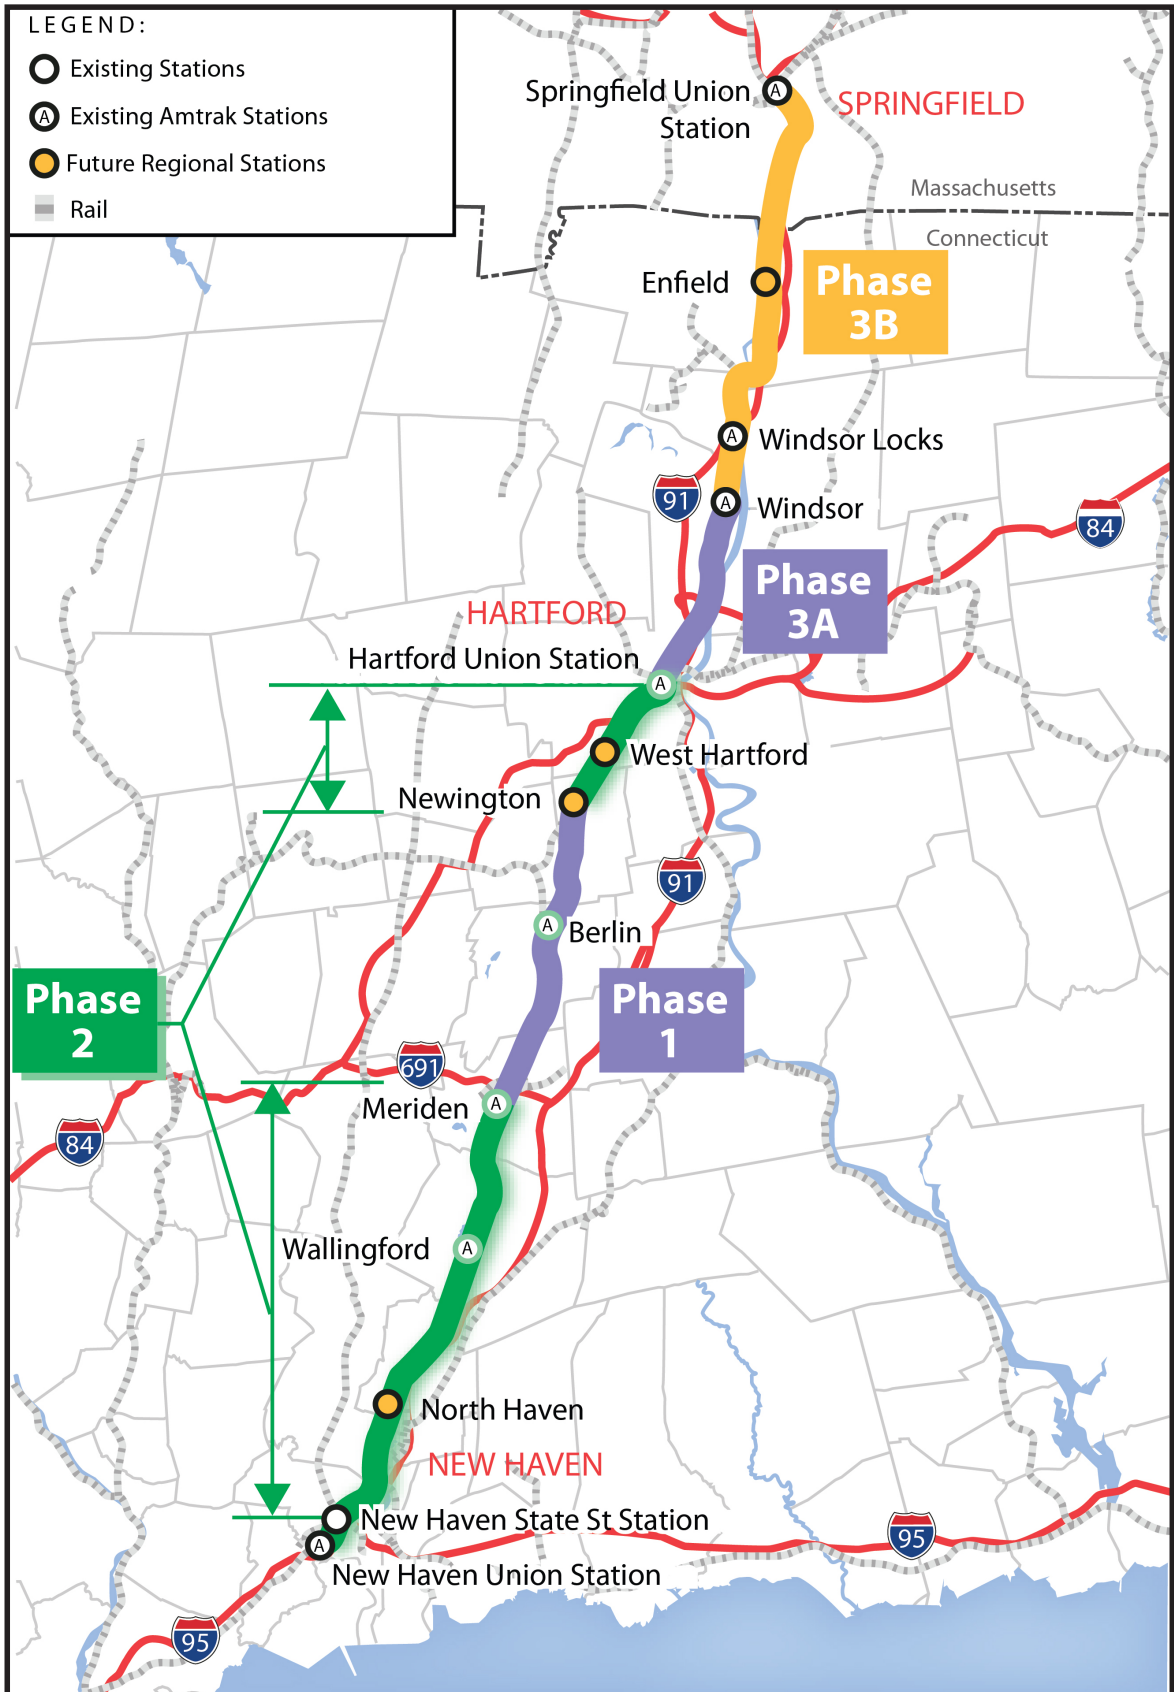 LEGEND:
Existing Stations
A Existing Amtrak Stations
Future Regional Stations
Rail
Springfield Union
Station
A
SPRINGFIELD
Massachusetts
Connecticut
Enfield
Phase
3B
A
Windsor Locks
91
A
Windsor
84
Phase
3A
HARTFORD
Hartford Union Station
A
West Hartford
Newington
91
A
Berlin
Phase
2
Phase
1
691
Meriden
A
84
Wallingford
A
North Haven
NEW HAVEN
New Haven State St Station
95
A
New Haven Union Station
95